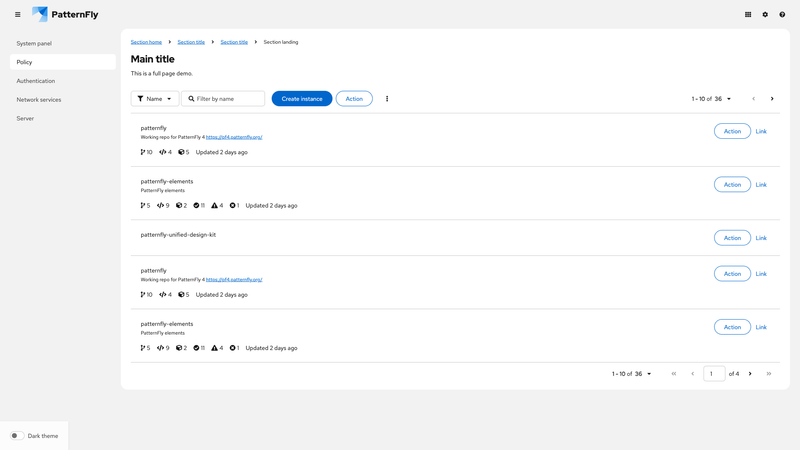 PatternFly
System panel
Policy
Authentication
Network services
Server
Section home Section title Section title Section landing
Main title
This is a full page demo.
Name Filter by name Create instance Action 1 - 10 of 36
patternfly
Working repo for PatternFly 4 https://pf4.patternfly.org/
10 4 5 Updated 2 days ago
Action Link
patternfly-elements
PatternFly elements
5 9 2 11 4 1 Updated 2 days ago
Action Link
patternfly-unified-design-kit
Action Link
patternfly
Working repo for PatternFly 4 https://pf4.patternfly.org/
10 4 5 Updated 2 days ago
Action Link
patternfly-elements
PatternFly elements
5 9 2 11 4 1 Updated 2 days ago
Action Link
1 - 10 of 36 1 of 4
Dark theme